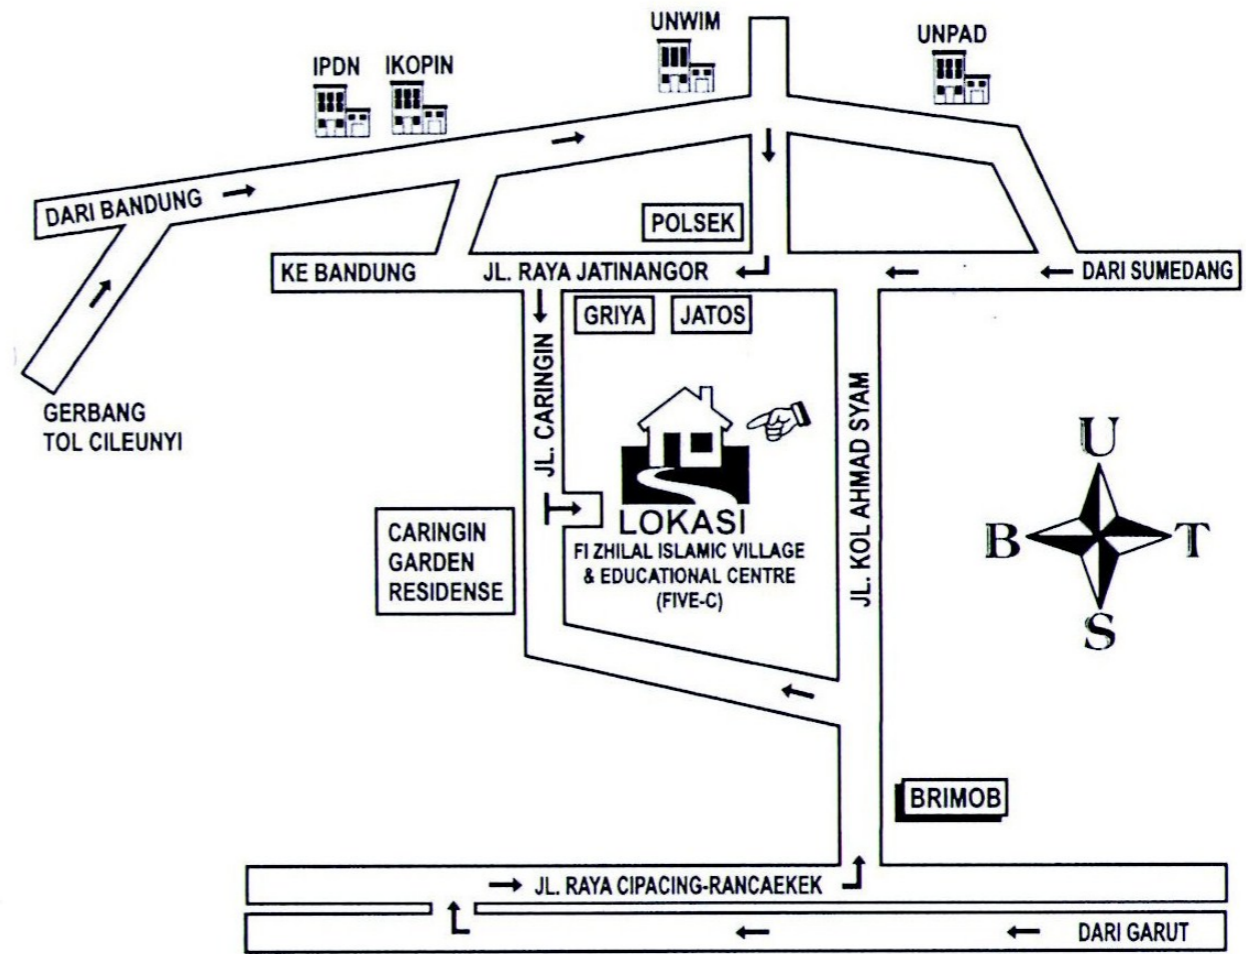 UNWIM
UNPAD
IPDN
IKOPIN
DARI BANDUNG
POLSEK
KE BANDUNG
JL. RAYA JATINANGOR
DARI SUMEDANG
GRIYA
JATOS
JL. CARINGIN
JL. KOL AHMAD SYAM
GERBANG
TOL CILEUNYI
U
B
T
S
LOKASI
FI ZHILAL ISLAMIC VILLAGE
& EDUCATIONAL CENTRE
(FIVE-C)
CARINGIN
GARDEN
RESIDENSE
BRIMOB
JL. RAYA CIPACING-RANCAEKEK
DARI GARUT